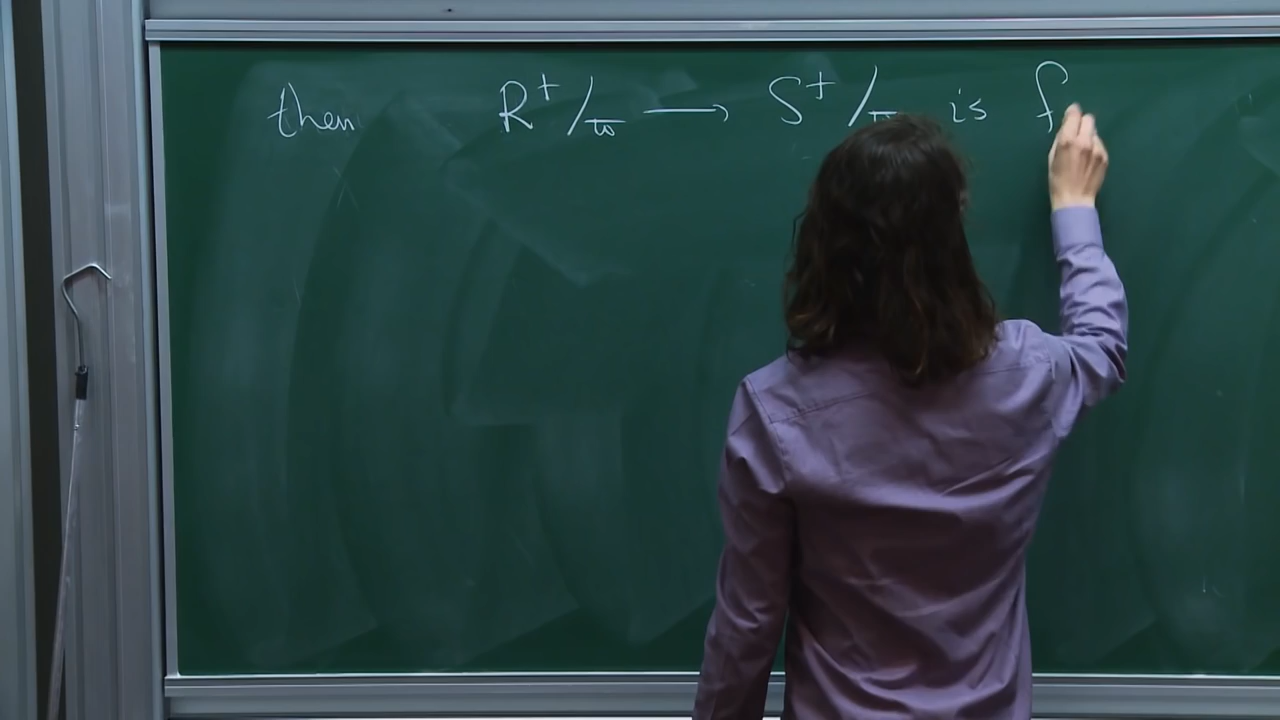 then R⁺/ϖ ⟶ S⁺/ϖ is f